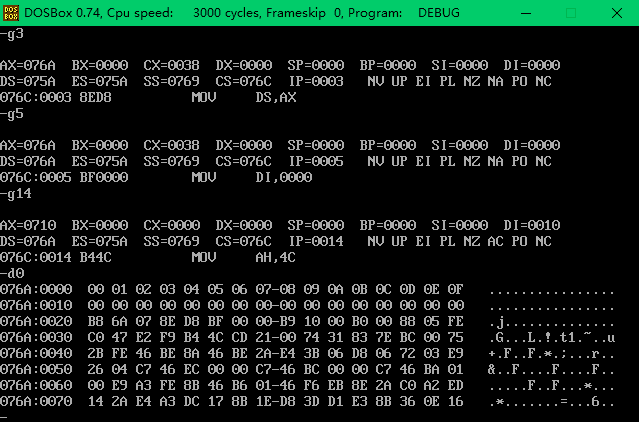 DOS
BOX
DOSBox 0.74, Cpu speed: 3000 cycles, Frameskip 0, Program: DEBUG
-g3
AX=076A BX=0000 CX=0038 DX=0000 SP=0000 BP=0000 SI=0000 DI=0000
DS=075A ES=075A SS=0769 CS=076C IP=0003 NV UP EI PL NZ NA PO NC
076C:0003 8ED8 MOV DS,AX
-g5
AX=076A BX=0000 CX=0038 DX=0000 SP=0000 BP=0000 SI=0000 DI=0000
DS=076A ES=075A SS=0769 CS=076C IP=0005 NV UP EI PL NZ NA PO NC
076C:0005 BF0000 MOV DI,0000
-g14
AX=0710 BX=0000 CX=0000 DX=0000 SP=0000 BP=0000 SI=0000 DI=0010
DS=076A ES=075A SS=0769 CS=076C IP=0014 NV UP EI PL NZ AC PO NC
076C:0014 B44C MOV AH,4C
-d0
076A:0000 00 01 02 03 04 05 06 07-08 09 0A 0B 0C 0D 0E 0F ................
076A:0010 00 00 00 00 00 00 00 00-00 00 00 00 00 00 00 00 ................
076A:0020 B8 6A 07 8E D8 BF 00 00-B9 10 00 B0 00 88 05 FE .j..............
076A:0030 C0 47 E2 F9 B4 4C CD 21-00 74 31 83 7E BC 00 75 .G...L.!.t1.~..u
076A:0040 2B FE 46 BE 8A 46 BE 2A-E4 3B 06 D8 06 72 03 E9 +.F..F.*.;...r..
076A:0050 26 04 C7 46 EC 00 00 C7-46 BC 00 00 C7 46 BA 01 &..F....F....F..
076A:0060 00 E9 A3 FE 8B 46 B6 01-46 F6 EB 8E 2A C0 A2 ED .....F..F...*...
076A:0070 14 2A E4 A3 DC 17 8B 1E-D8 3D D1 E3 8B 36 0E 16 .*.......=...6..
-